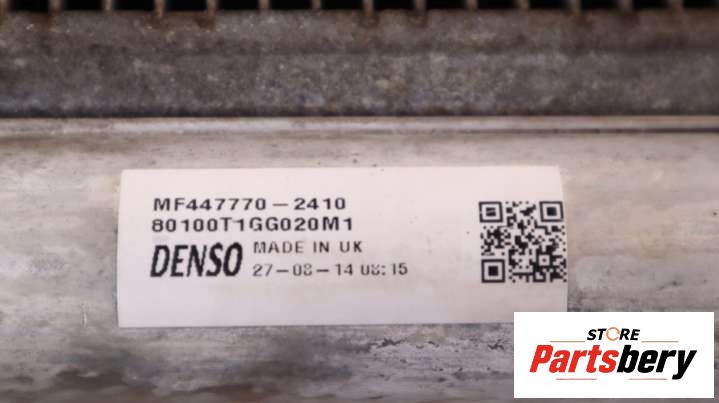 MF447770-2410
80100T1GG020M1
DENSO MADE IN UK
27-08-14 08:15
STORE
Partsbery